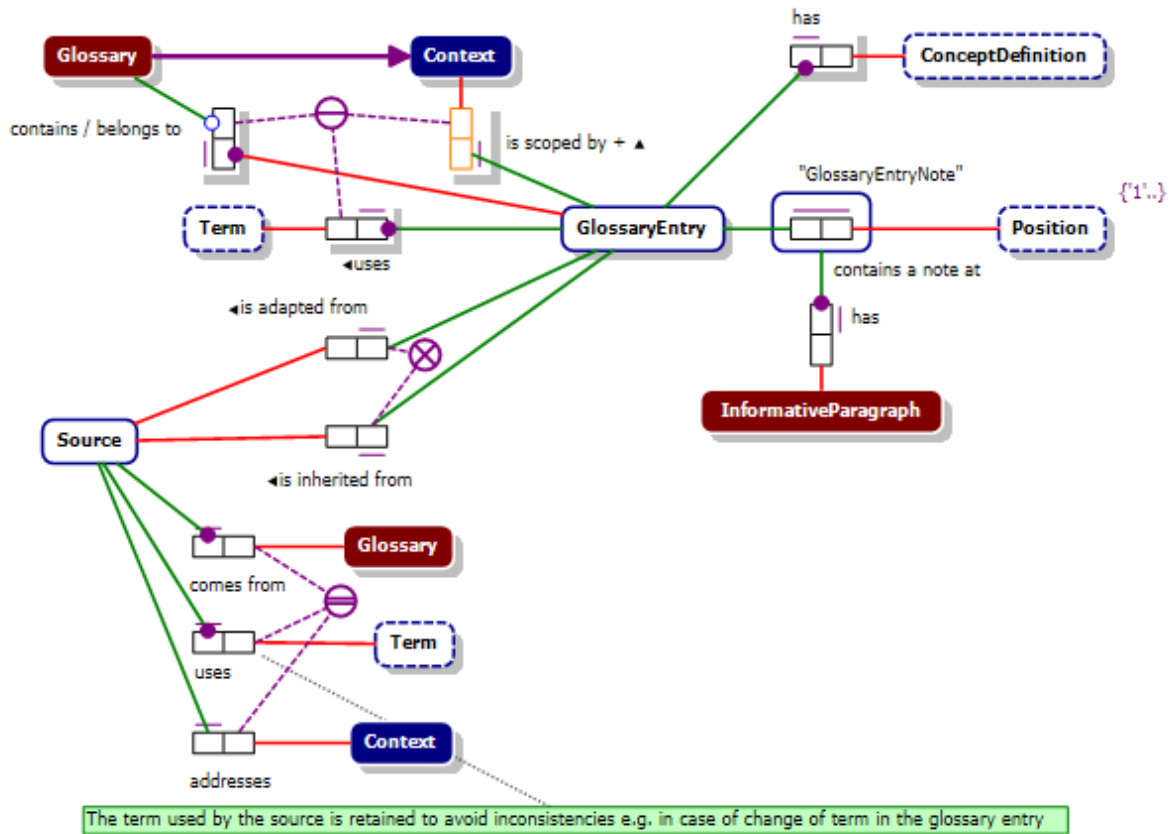 has
Glossary
Context
ConceptDefinition
contains / belongs to
is scoped by + ▲
"GlossaryEntryNote"
{'1'..}
Term
GlossaryEntry
Position
◄uses
contains a note at
◄is adapted from
has
InformativeParagraph
Source
◄is inherited from
Glossary
comes from
Term
uses
Context
addresses
The term used by the source is retained to avoid inconsistencies e.g. in case of change of term in the glossary entry